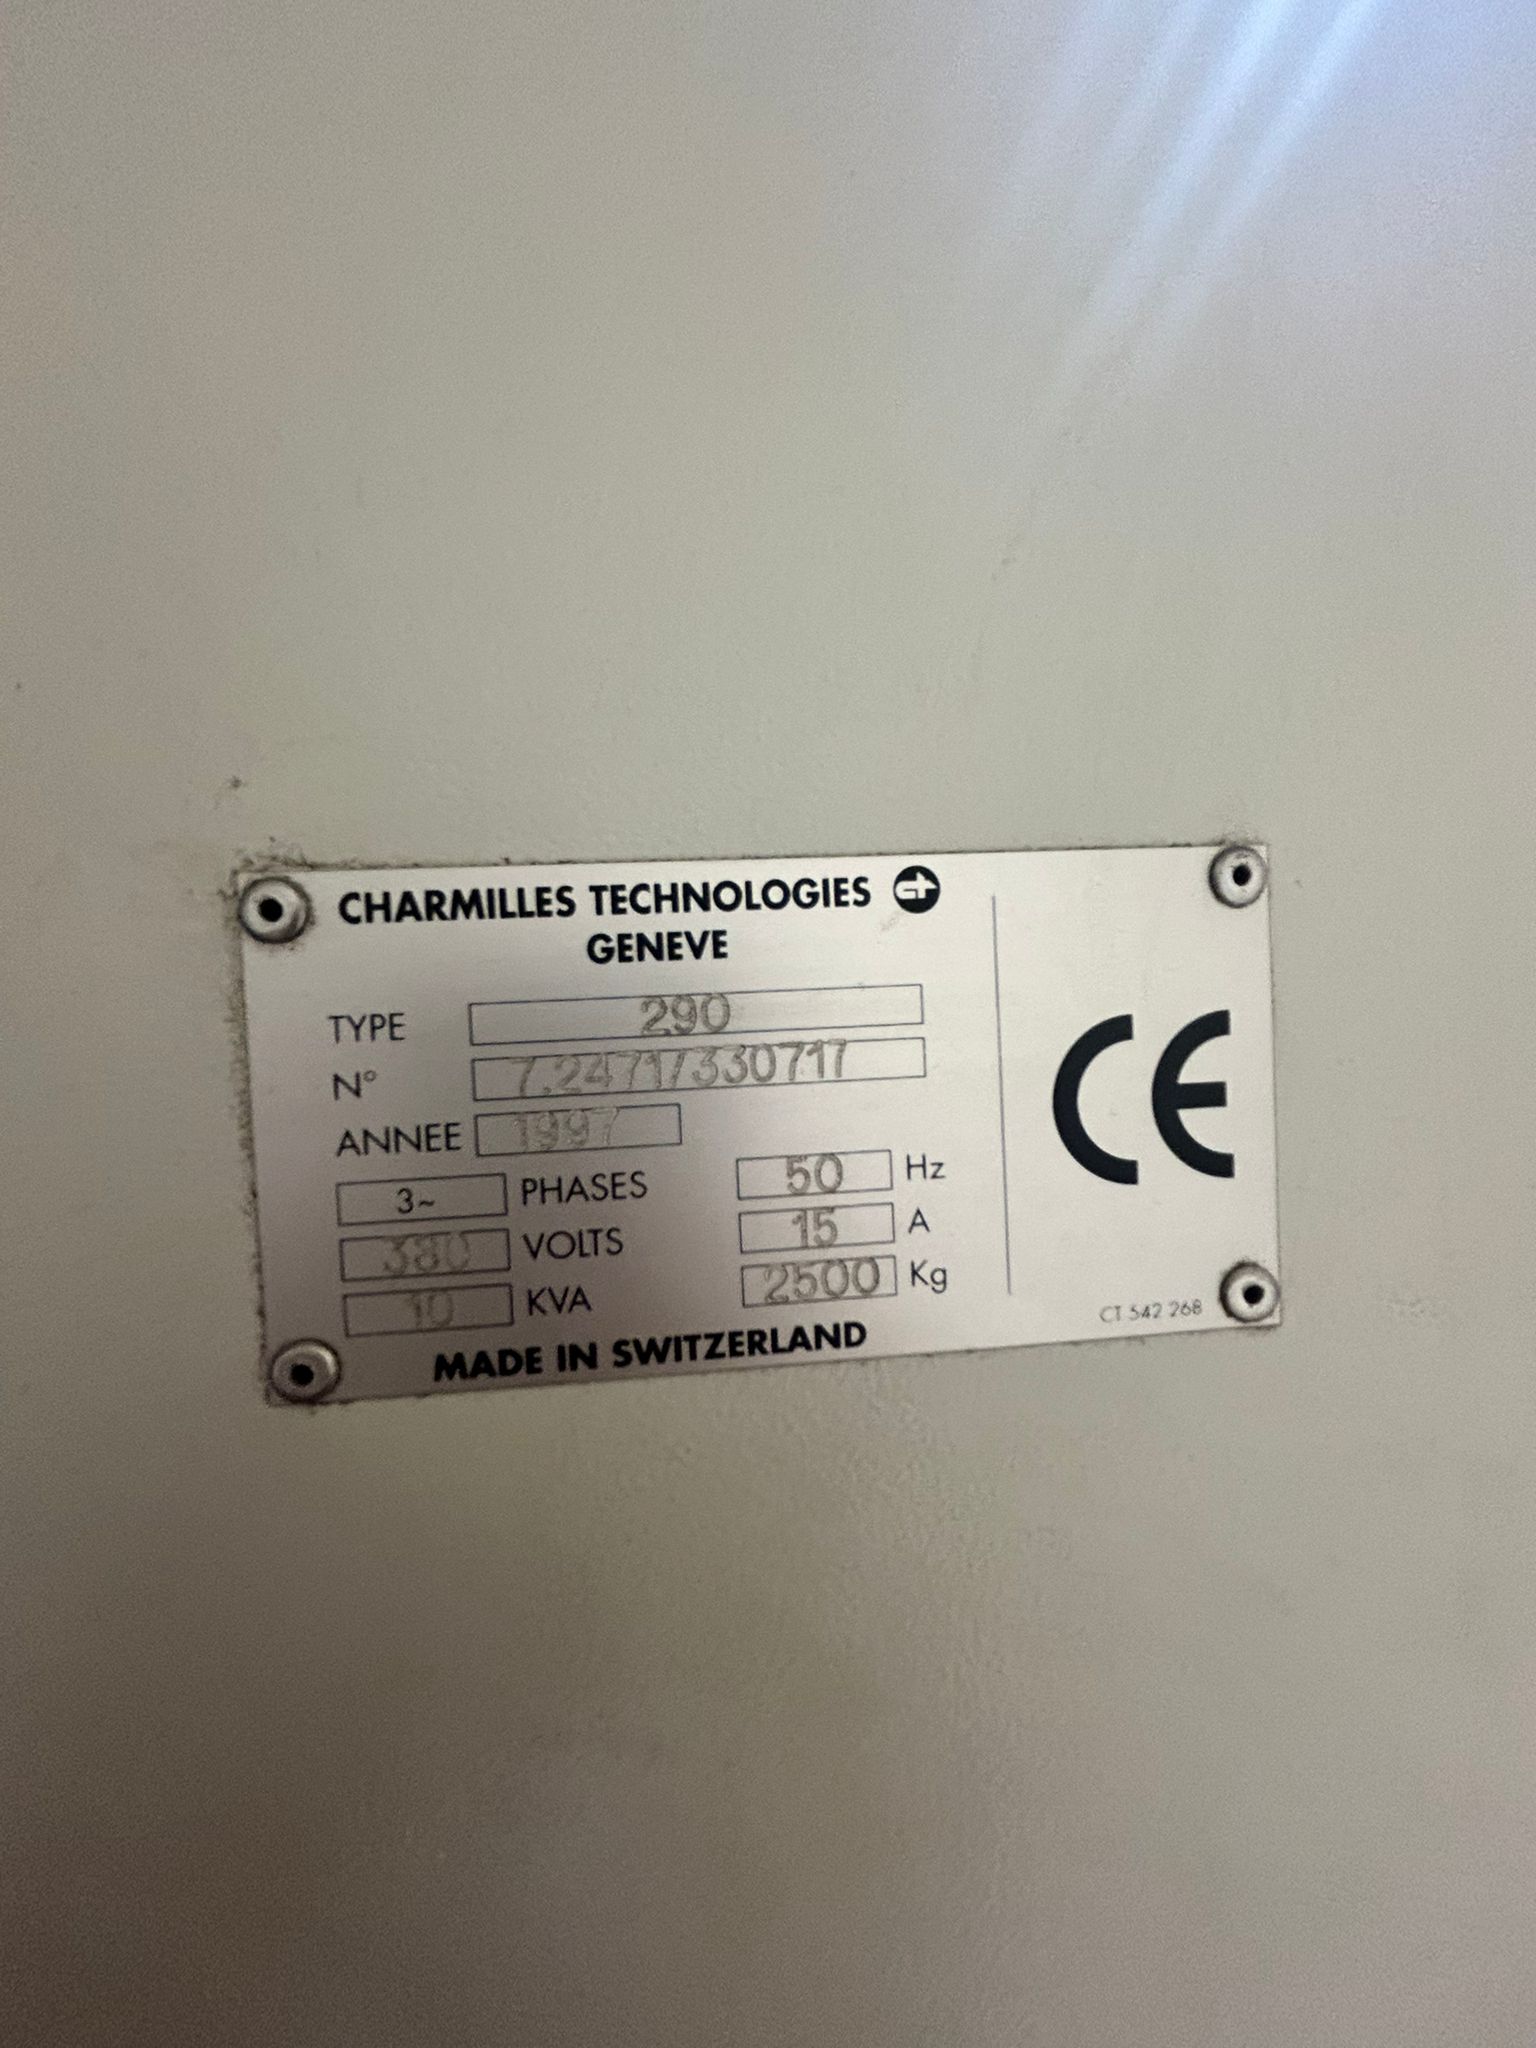 CHARMILLES TECHNOLOGIES
GENEVE
TYPE 290
N° 7.2471/330717
ANNEE 1997
3~ PHASES 50 Hz
380 VOLTS 15 A
10 KVA 2500 Kg
MADE IN SWITZERLAND
CE
CT 542 268